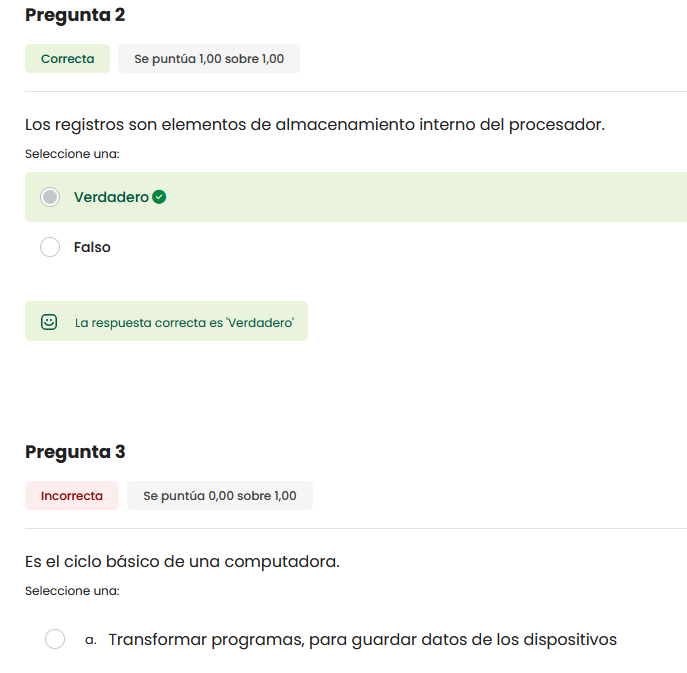 Pregunta 2
Correcta
Se puntúa 1,00 sobre 1,00
Los registros son elementos de almacenamiento interno del procesador.
Seleccione una:
Verdadero
Falso
La respuesta correcta es 'Verdadero'
Pregunta 3
Incorrecta
Se puntúa 0,00 sobre 1,00
Es el ciclo básico de una computadora.
Seleccione una:
a. Transformar programas, para guardar datos de los dispositivos